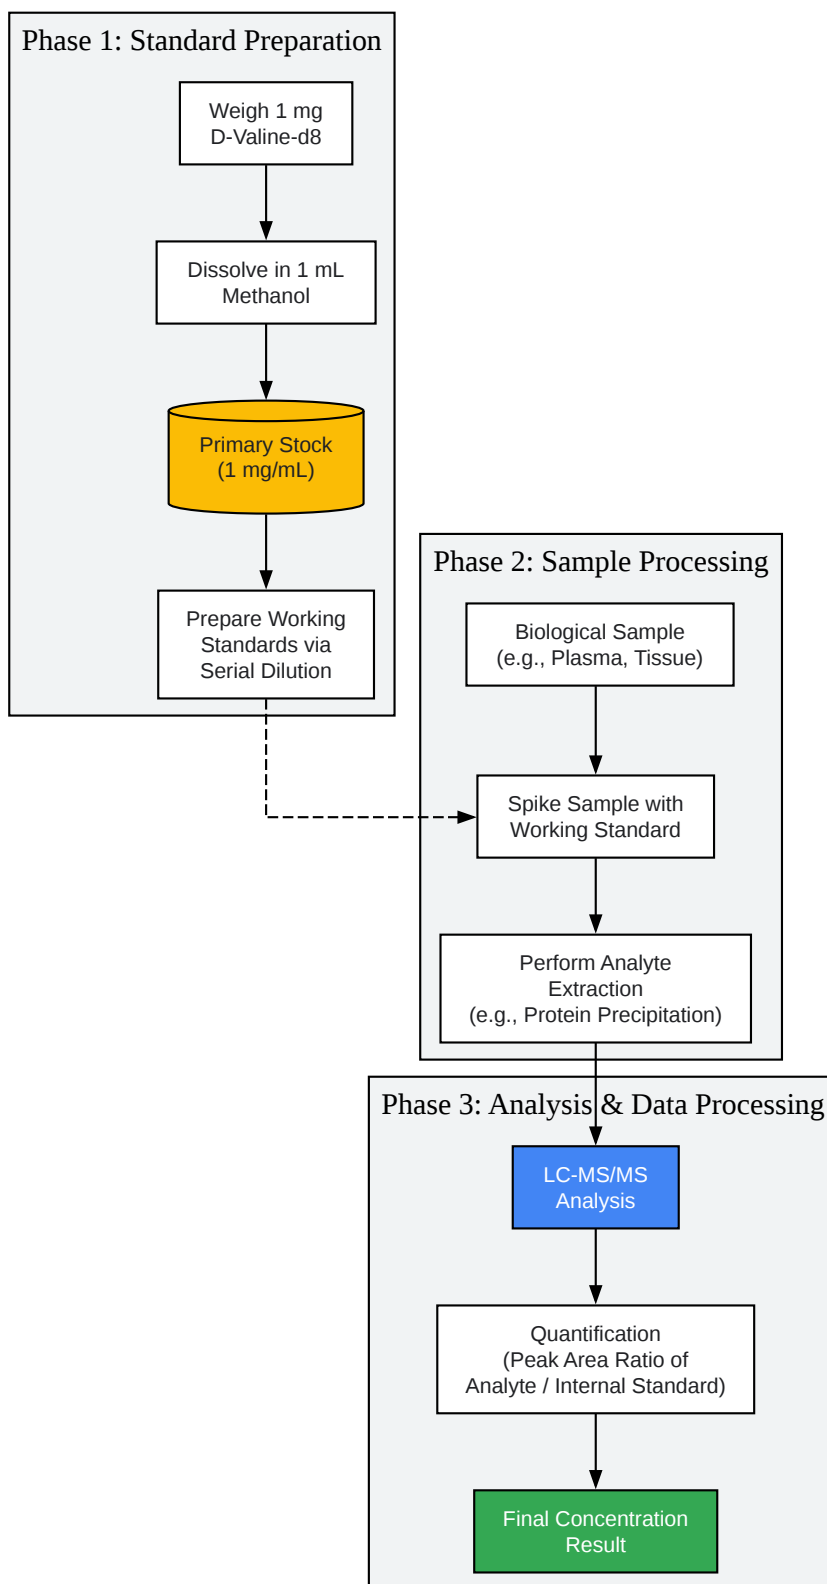 Phase 1: Standard Preparation
Weigh 1 mg
D-Valine-d8
Dissolve in 1 mL
Methanol
Primary Stock
(1 mg/mL)
Prepare Working
Standards via
Serial Dilution
Phase 2: Sample Processing
Biological Sample
(e.g., Plasma, Tissue)
Spike Sample with
Working Standard
Perform Analyte
Extraction
(e.g., Protein Precipitation)
Phase 3: Analysis & Data Processing
LC-MS/MS
Analysis
Quantification
(Peak Area Ratio of
Analyte / Internal Standard)
Final Concentration
Result